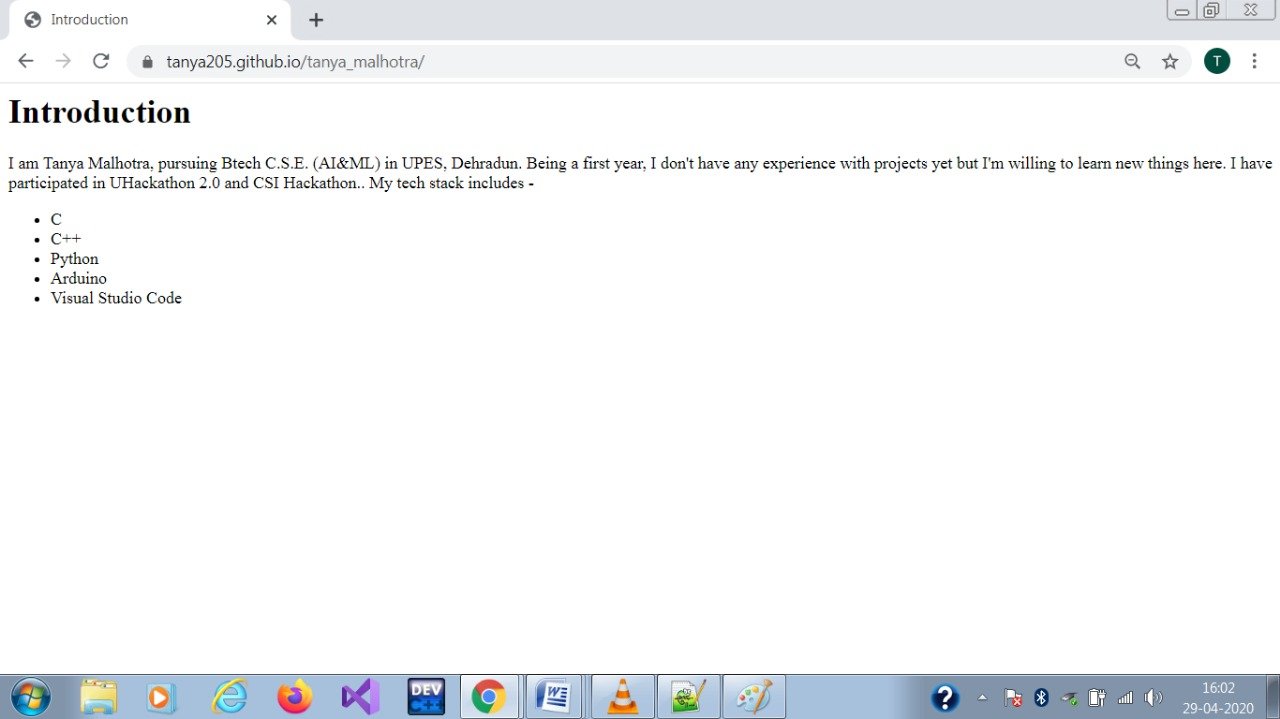 Introduction
tanya205.github.io/tanya_malhotra/
T
Introduction
I am Tanya Malhotra, pursuing Btech C.S.E. (AI&ML) in UPES, Dehradun. Being a first year, I don't have any experience with projects yet but I'm willing to learn new things here. I have
participated in UHackathon 2.0 and CSI Hackathon.. My tech stack includes -
C
C++
Python
Arduino
Visual Studio Code
DEV
C++
W
?
16:02
29-04-2020